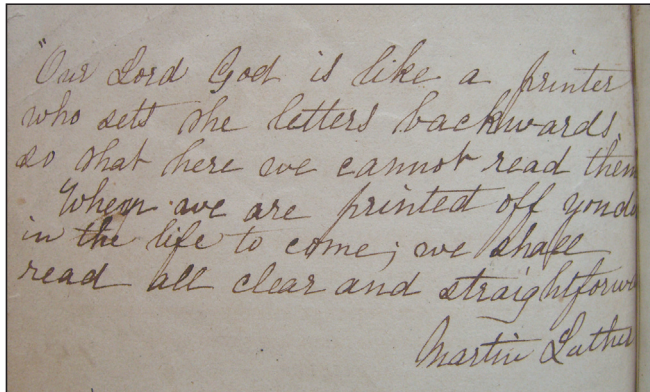 "Our Lord God is like a printer
who sets the letters backwards,
so that here we cannot read them
When we are printed off yonde
in the life to come; we shall
read all clear and straightforwa
Martin Luther